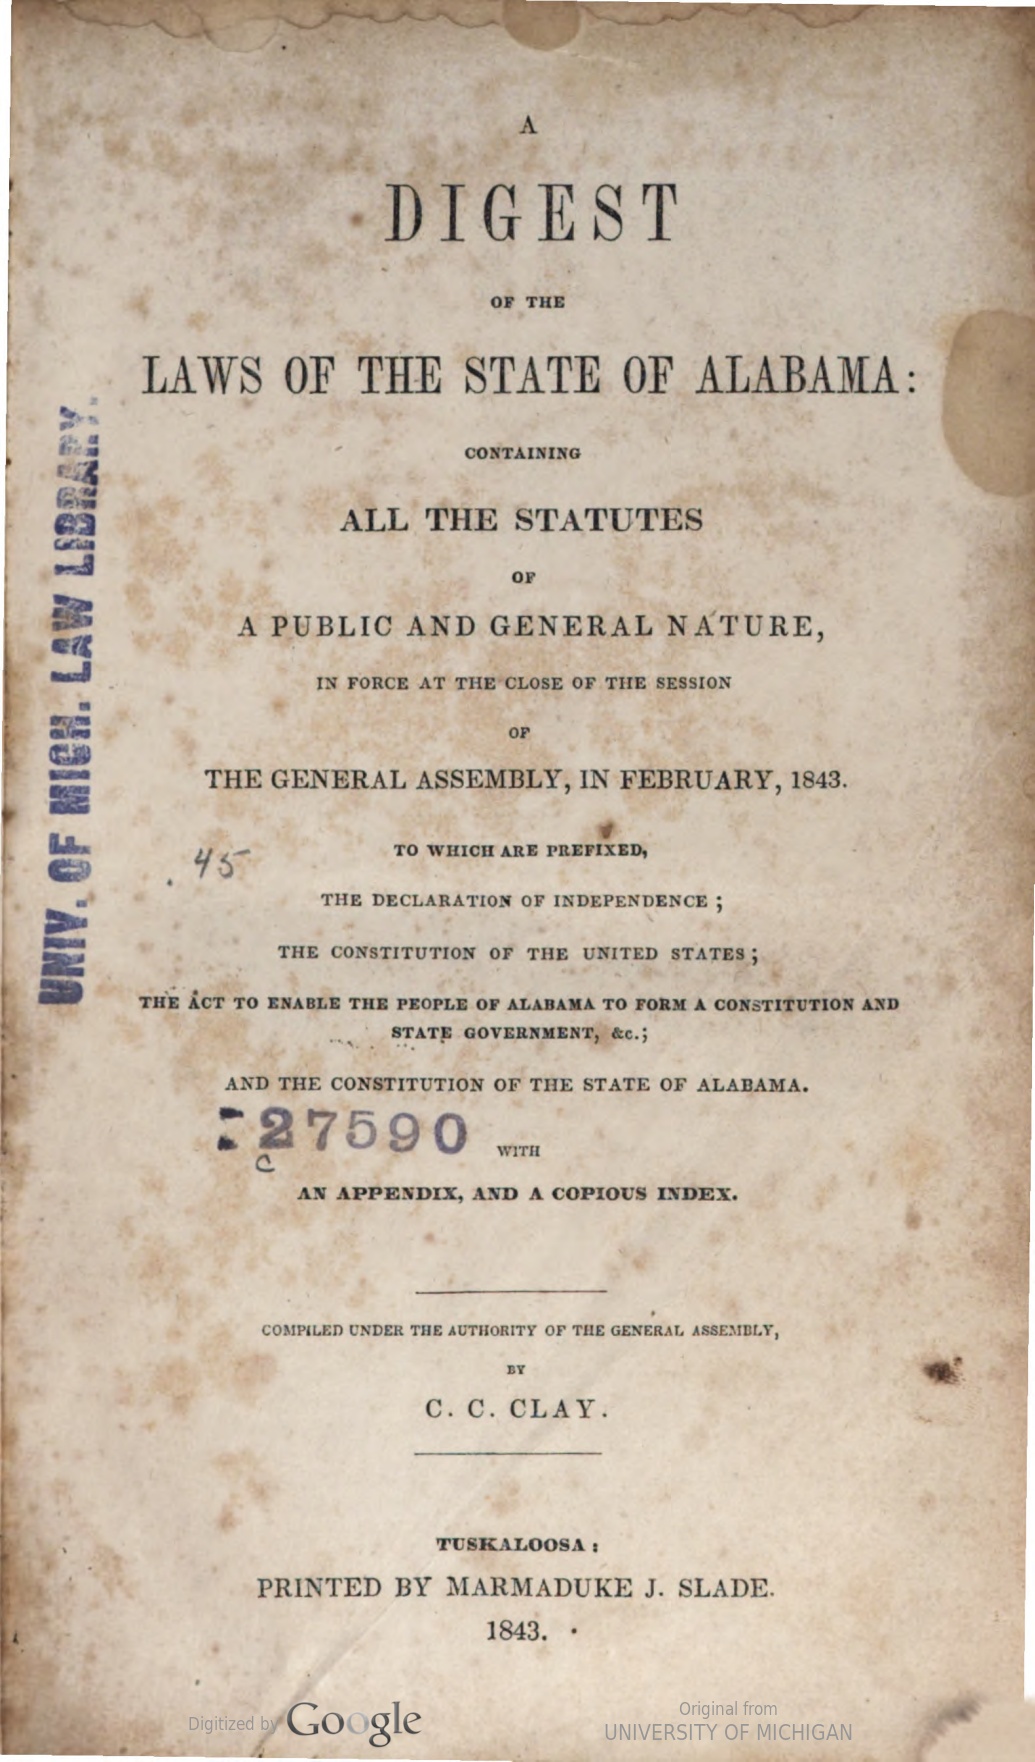 A
DIGEST
OF THE
LAWS OF THE STATE OF ALABAMA:
CONTAINING
ALL THE STATUTES
OF
A PUBLIC AND GENERAL NATURE,
IN FORCE AT THE CLOSE OF THE SESSION
OF
THE GENERAL ASSEMBLY, IN FEBRUARY, 1843.
TO WHICH ARE PREFIXED,
45
THE DECLARATION OF INDEPENDENCE;
THE CONSTITUTION OF THE UNITED STATES;
THE ACT TO ENABLE THE PEOPLE OF ALABAMA TO FORM A CONSTITUTION AND
STATE GOVERNMENT, &c.;
AND THE CONSTITUTION OF THE STATE OF ALABAMA.
27590
c
WITH
AN APPENDIX, AND A COPIOUS INDEX.
COMPILED UNDER THE AUTHORITY OF THE GENERAL ASSEMBLY,
BY
C. C. CLAY.
TUSKALOOSA:
PRINTED BY MARMADUKE J. SLADE.
1843.
UNIV. OF MICH. LAW LIBRARY.
Digitized by Google
Original from
UNIVERSITY OF MICHIGAN